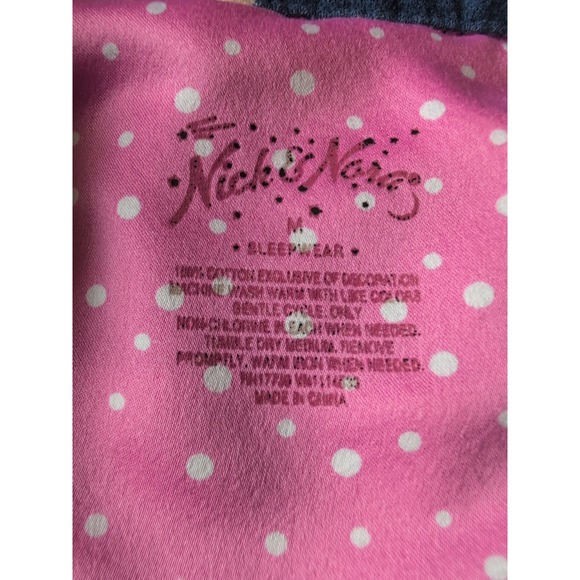 Nick & Nora
M
SLEEPWEAR
100% COTTON EXCLUSIVE OF DECORATION
MACHINE WASH WARM WITH LIKE COLORS
GENTLE CYCLE. ONLY
NON-CHLORINE BLEACH WHEN NEEDED.
TUMBLE DRY MEDIUM. REMOVE
PROMPTLY. WARM IRON WHEN NEEDED.
RN17730
MADE IN CHINA